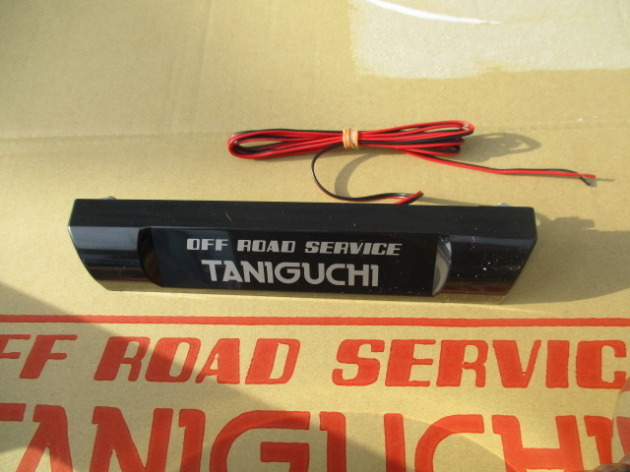 OFF ROAD SERVICE
TANIGUCHI
FF ROAD SERVIC
TANIGUCHI